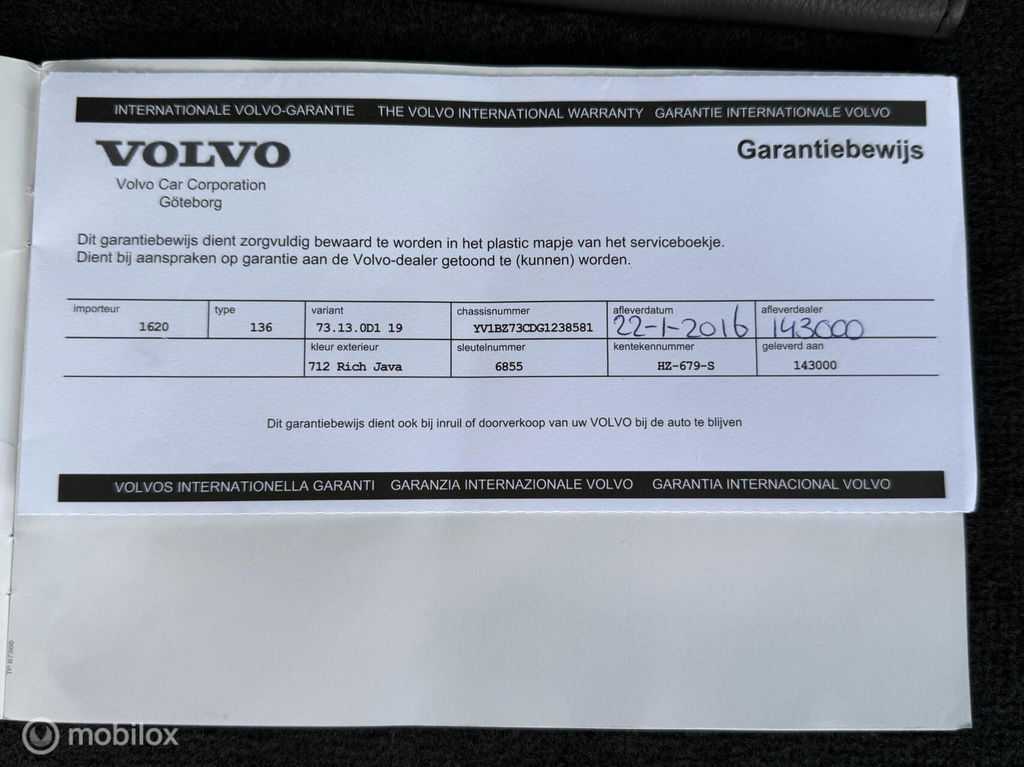 INTERNATIONALE VOLVO-GARANTIE THE VOLVO INTERNATIONAL WARRANTY GARANTIE INTERNATIONALE VOLVO
VOLVO
Garantiebewijs
Volvo Car Corporation
Göteborg
Dit garantiebewijs dient zorgvuldig bewaard te worden in het plastic mapje van het serviceboekje.
Dient bij aanspraken op garantie aan de Volvo-dealer getoond te (kunnen) worden.
importeur type variant chassisnummer afleverdatum afleverdealer
1620 136 73.13.0D1 19 YV1BZ73CDG1238581 22-1-2016 143000
kleur exterieur sleutelnummer kentekennummer geleverd aan
712 Rich Java 6855 HZ-679-S 143000
Dit garantiebewijs dient ook bij inruil of doorverkoop van uw VOLVO bij de auto te blijven
VOLVOS INTERNATIONELLA GARANTI GARANZIA INTERNAZIONALE VOLVO GARANTIA INTERNACIONAL VOLVO
TP 87368
mobilox